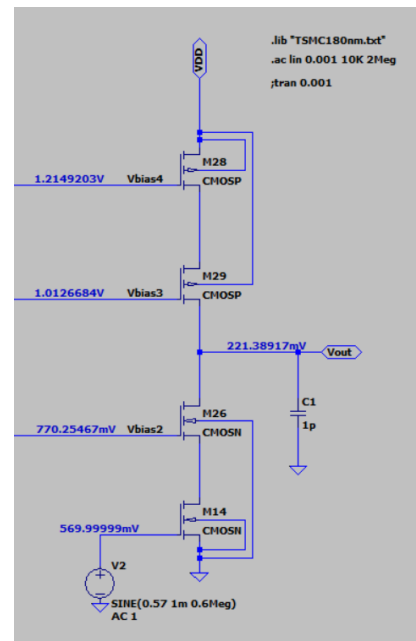 .lib "TSMC180nm.txt"
.ac lin 0.001 10K 2Meg
;tran 0.001
VDD
M28
CMOSP
1.2149203V Vbias4
M29
CMOSP
1.0126684V Vbias3
221.38917mV
Vout
C1
1p
M26
CMOSN
770.25467mV Vbias2
M14
CMOSN
569.99999mV
V2
SINE(0.57 1m 0.6Meg)
AC 1